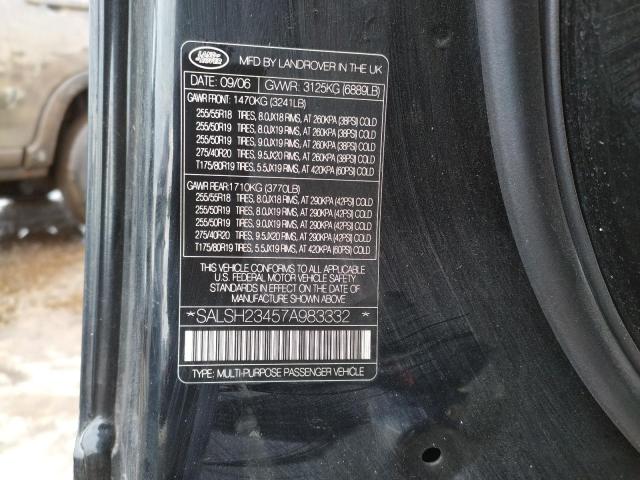 LAND
ROVER
MFD BY LANDROVER IN THE UK
DATE: 09/06 GVWR: 3125KG (6889LB)
GAWR FRONT: 1470KG (3241LB)
255/55R18 TIRES, 8.0JX18 RIMS, AT 260KPA (38PSI) COLD
255/50R19 TIRES, 8.0JX19 RIMS, AT 260KPA (38PSI) COLD
255/50R19 TIRES, 9.0JX19 RIMS, AT 260KPA (38PSI) COLD
275/40R20 TIRES, 9.5JX20 RIMS, AT 260KPA (38PSI) COLD
T175/80R19 TIRES, 5.5JX19 RIMS, AT 420KPA (60PSI) COLD
GAWR REAR: 1710KG (3770LB)
255/55R18 TIRES, 8.0JX18 RIMS, AT 290KPA (42PSI) COLD
255/50R19 TIRES, 8.0JX19 RIMS, AT 290KPA (42PSI) COLD
255/50R19 TIRES, 9.0JX19 RIMS, AT 290KPA (42PSI) COLD
275/40R20 TIRES, 9.5JX20 RIMS, AT 290KPA (42PSI) COLD
T175/80R19 TIRES, 5.5JX19 RIMS, AT 420KPA (60PSI) COLD
THIS VEHICLE CONFORMS TO ALL APPLICABLE
U.S. FEDERAL MOTOR VEHICLE SAFETY
STANDARDS IN EFFECT ON THE DATE OF
MANUFACTURE SHOWN ABOVE
*SALSH23457A983332*
TYPE: MULTI-PURPOSE PASSENGER VEHICLE